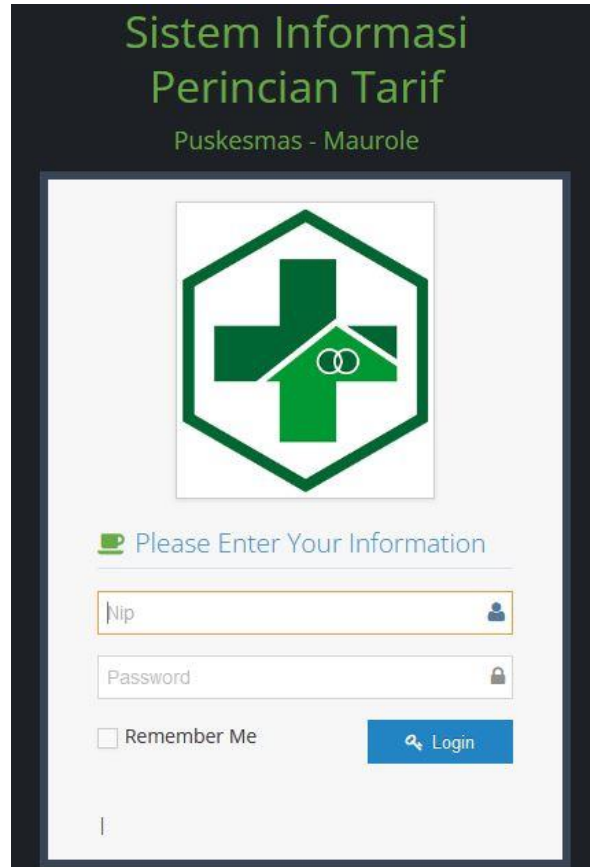 Sistem Informasi
Perincian Tarif
Puskesmas - Maurole
Please Enter Your Information
Nip
Password
Remember Me
Login
|